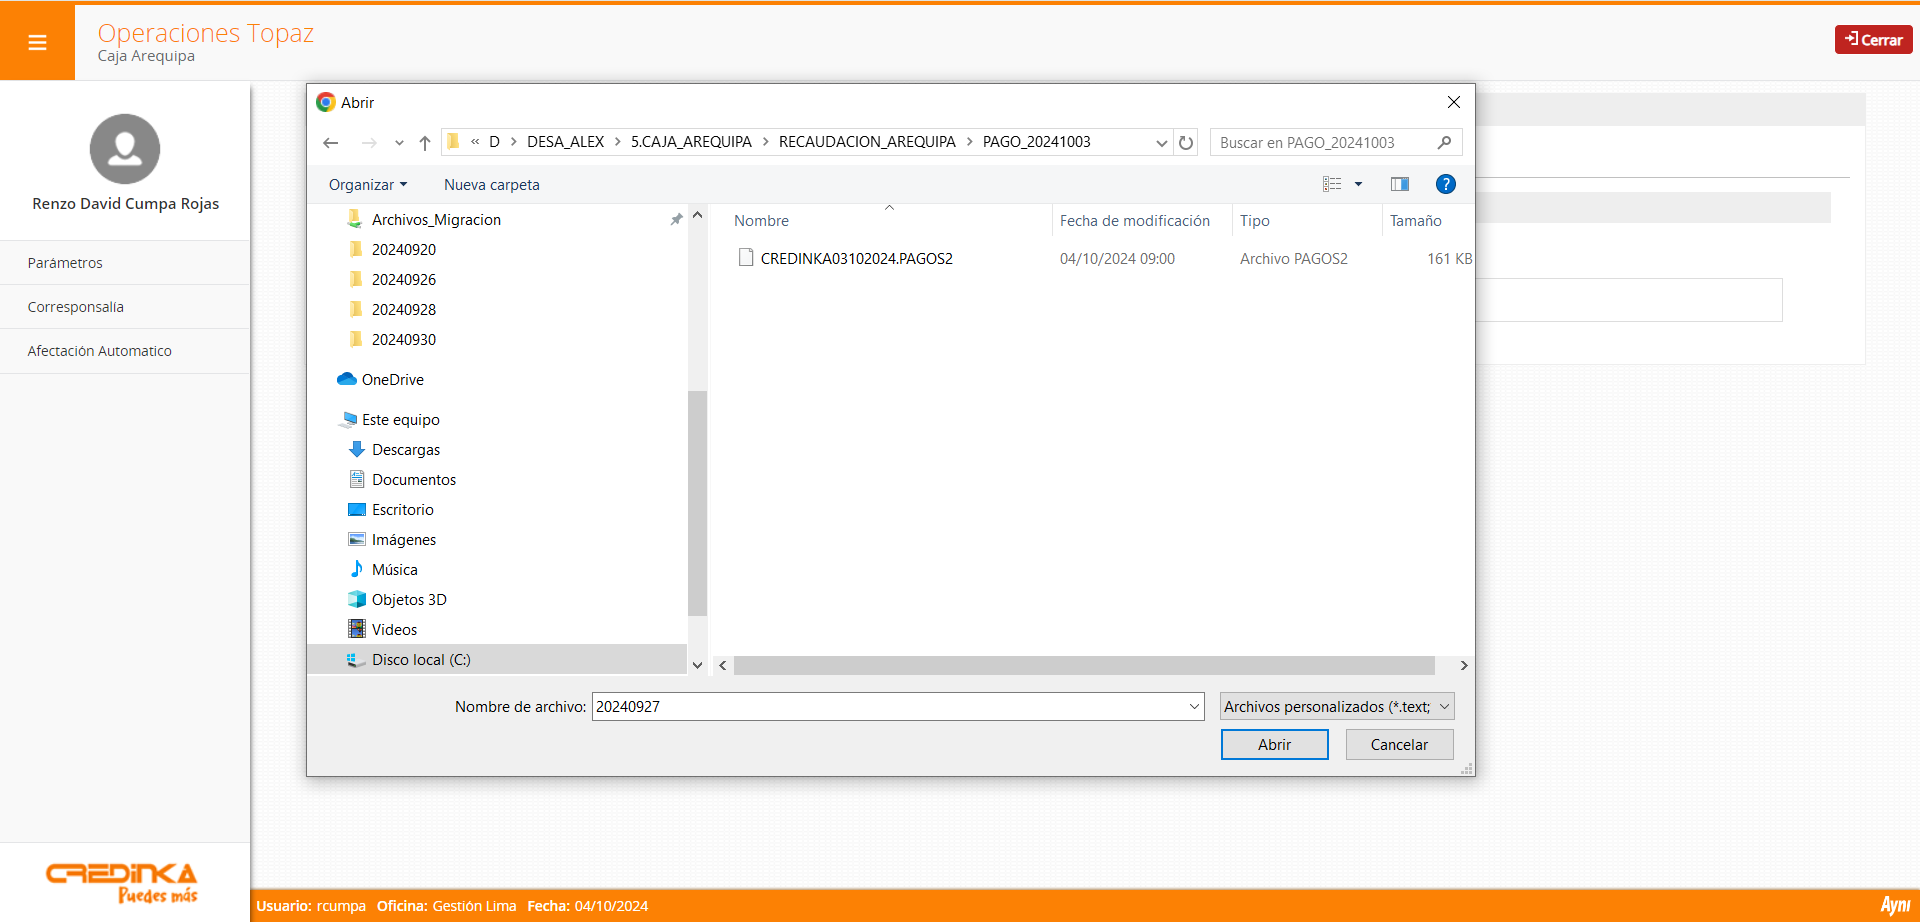 Operaciones Topaz
Caja Arequipa
Cerrar
Renzo David Cumpa Rojas
Parámetros
Corresponsalía
Afectación Automatico
CREDINKA
Puedes más
Abrir
« D > DESA_ALEX > 5.CAJA_AREQUIPA > RECAUDACION_AREQUIPA > PAGO_20241003
Buscar en PAGO_20241003
Organizar
Nueva carpeta
Archivos_Migracion
20240920
20240926
20240928
20240930
OneDrive
Este equipo
Descargas
Documentos
Escritorio
Imágenes
Música
Objetos 3D
Videos
Disco local (C:)
Nombre Fecha de modificación Tipo Tamaño
CREDINKA03102024.PAGOS2 04/10/2024 09:00 Archivo PAGOS2 161 KB
Nombre de archivo: 20240927
Archivos personalizados (*.text;
Abrir
Cancelar
Usuario: rcumpa Oficina: Gestión Lima Fecha: 04/10/2024
Ayni